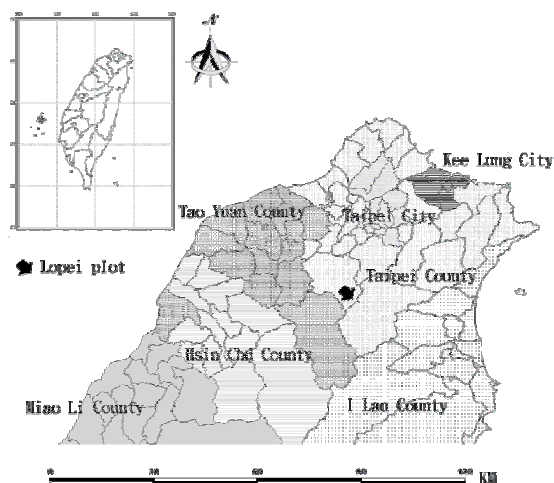 N
Kee Lung City
Tao Yuan County
Taipei City
Lopei plot
Taipei County
Hsin Chu County
Miao Li County
I Lan County
0
KM